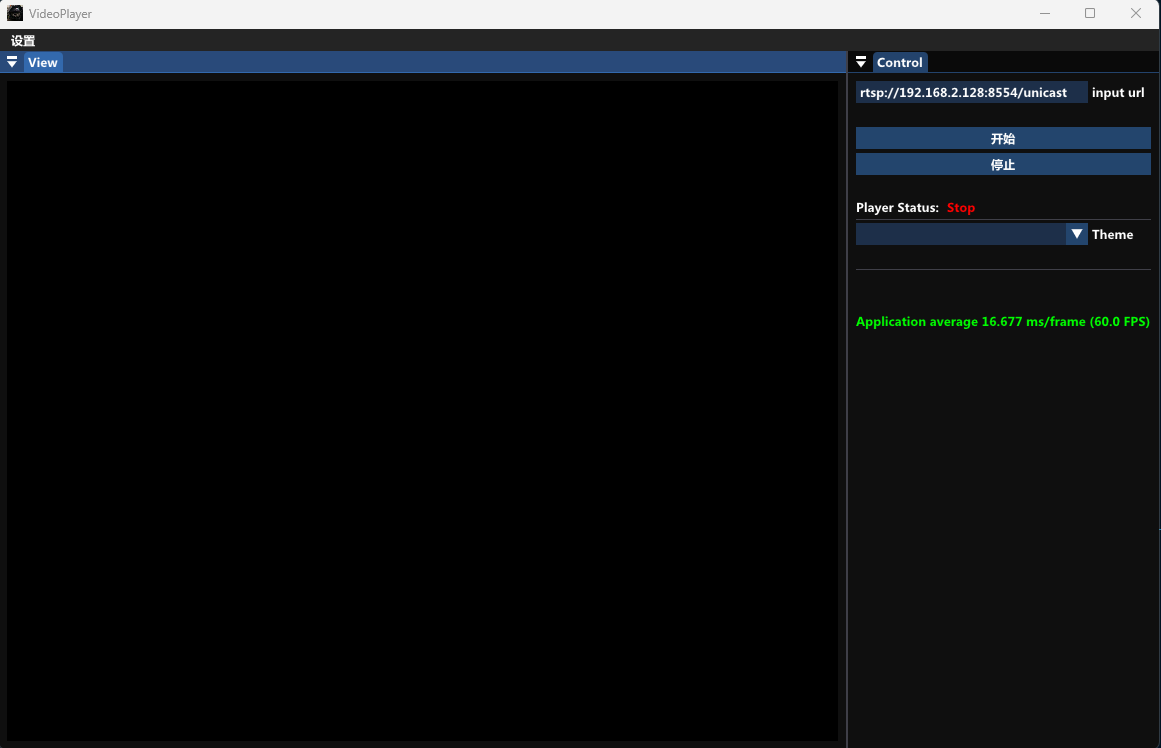 VideoPlayer
设置
View
Control
rtsp://192.168.2.128:8554/unicast input url
开始
停止
Player Status: Stop
Theme
Application average 16.677 ms/frame (60.0 FPS)